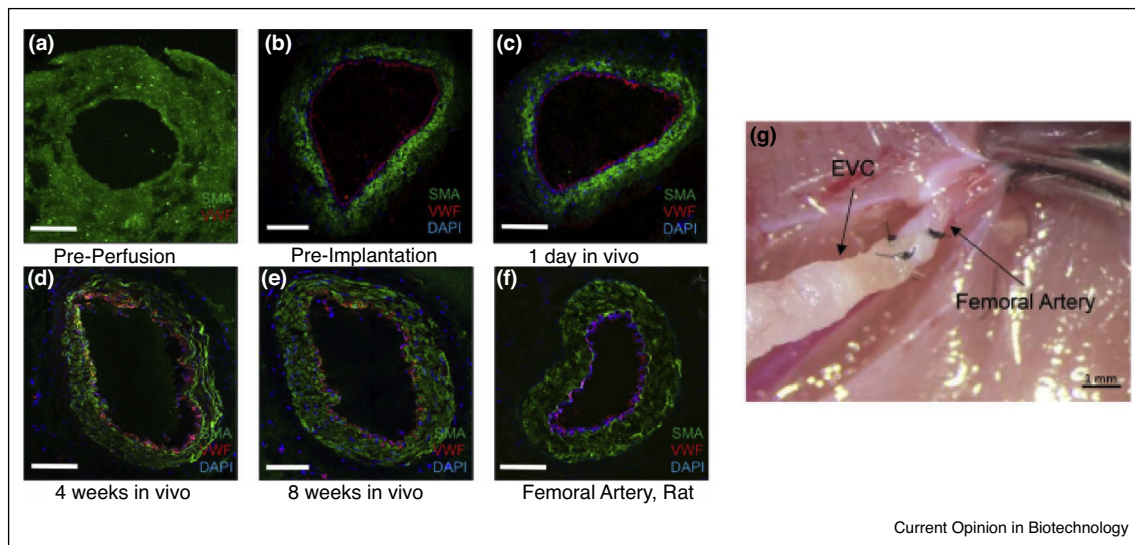 (a)
SMA
VWF
Pre-Perfusion
(b)
SMA
VWF
DAPI
Pre-Implantation
(c)
SMA
VWF
DAPI
1 day in vivo
(d)
SMA
VWF
DAPI
4 weeks in vivo
(e)
SMA
VWF
DAPI
8 weeks in vivo
(f)
SMA
VWF
DAPI
Femoral Artery, Rat
(g)
EVC
Femoral Artery
1 mm
Current Opinion in Biotechnology